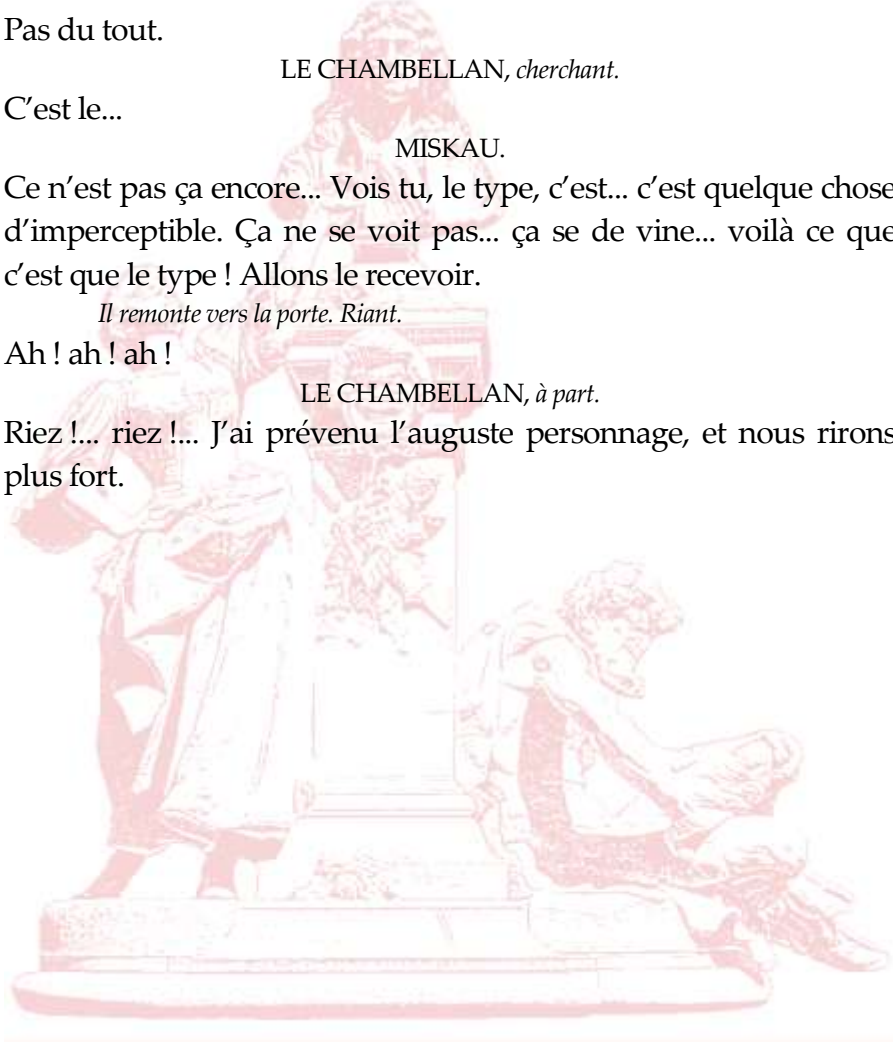 Pas du tout.
LE CHAMBELLAN, cherchant.
C’est le...
MISKAU.
Ce n’est pas ça encore... Vois tu, le type, c’est... c’est quelque chose
d’imperceptible. Ça ne se voit pas... ça se de vine... voilà ce que
c’est que le type ! Allons le recevoir.
Il remonte vers la porte. Riant.
Ah ! ah ! ah !
LE CHAMBELLAN, à part.
Riez !... riez !... J’ai prévenu l’auguste personnage, et nous rirons
plus fort.